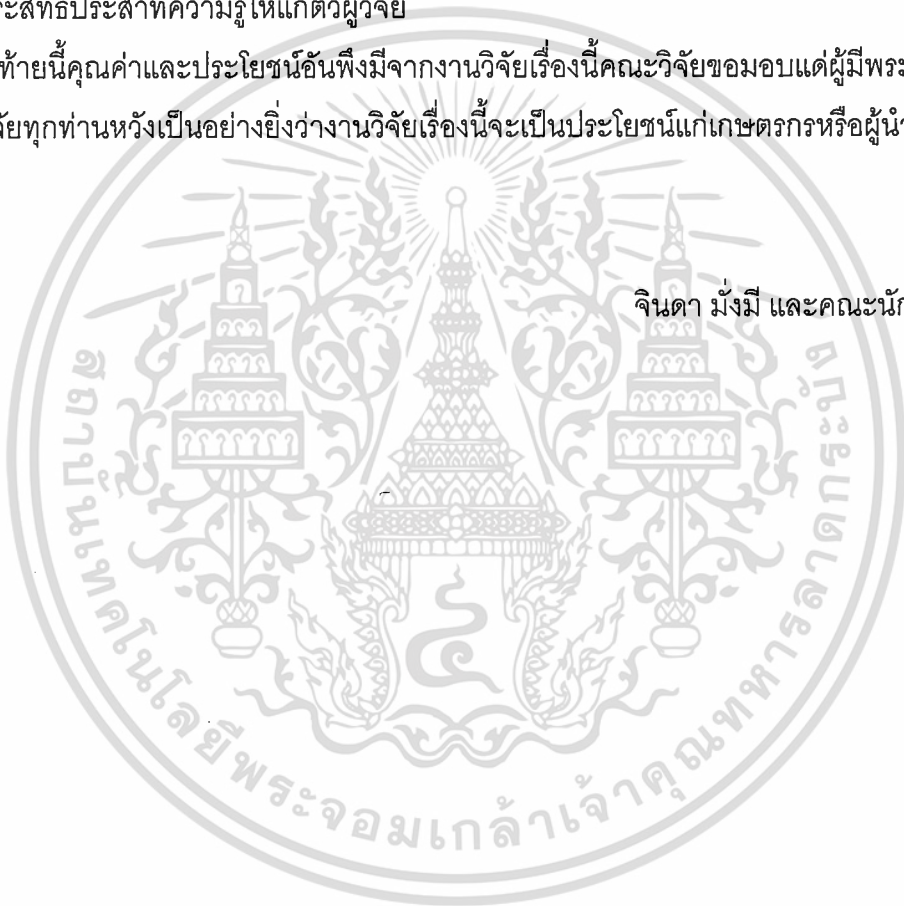 ระสิทธิ์ประสาทความรู้ให้แก่ตัวผู้วิจัย
ท้ายนี้คุณค่าและประโยชน์อันพึงมีจากงานวิจัยเรื่องนี้คณะวิจัยขอมอบแด่ผู้มีพระ
จัยทุกท่านหวังเป็นอย่างยิ่งว่างานวิจัยเรื่องนี้จะเป็นประโยชน์แก่เกษตรกรหรือผู้นำ
จินดา มั่งมี และคณะนัก
สถาบันเทคโนโลยีพระจอมเกล้าเจ้าคุณทหารลาดกระบัง
๔